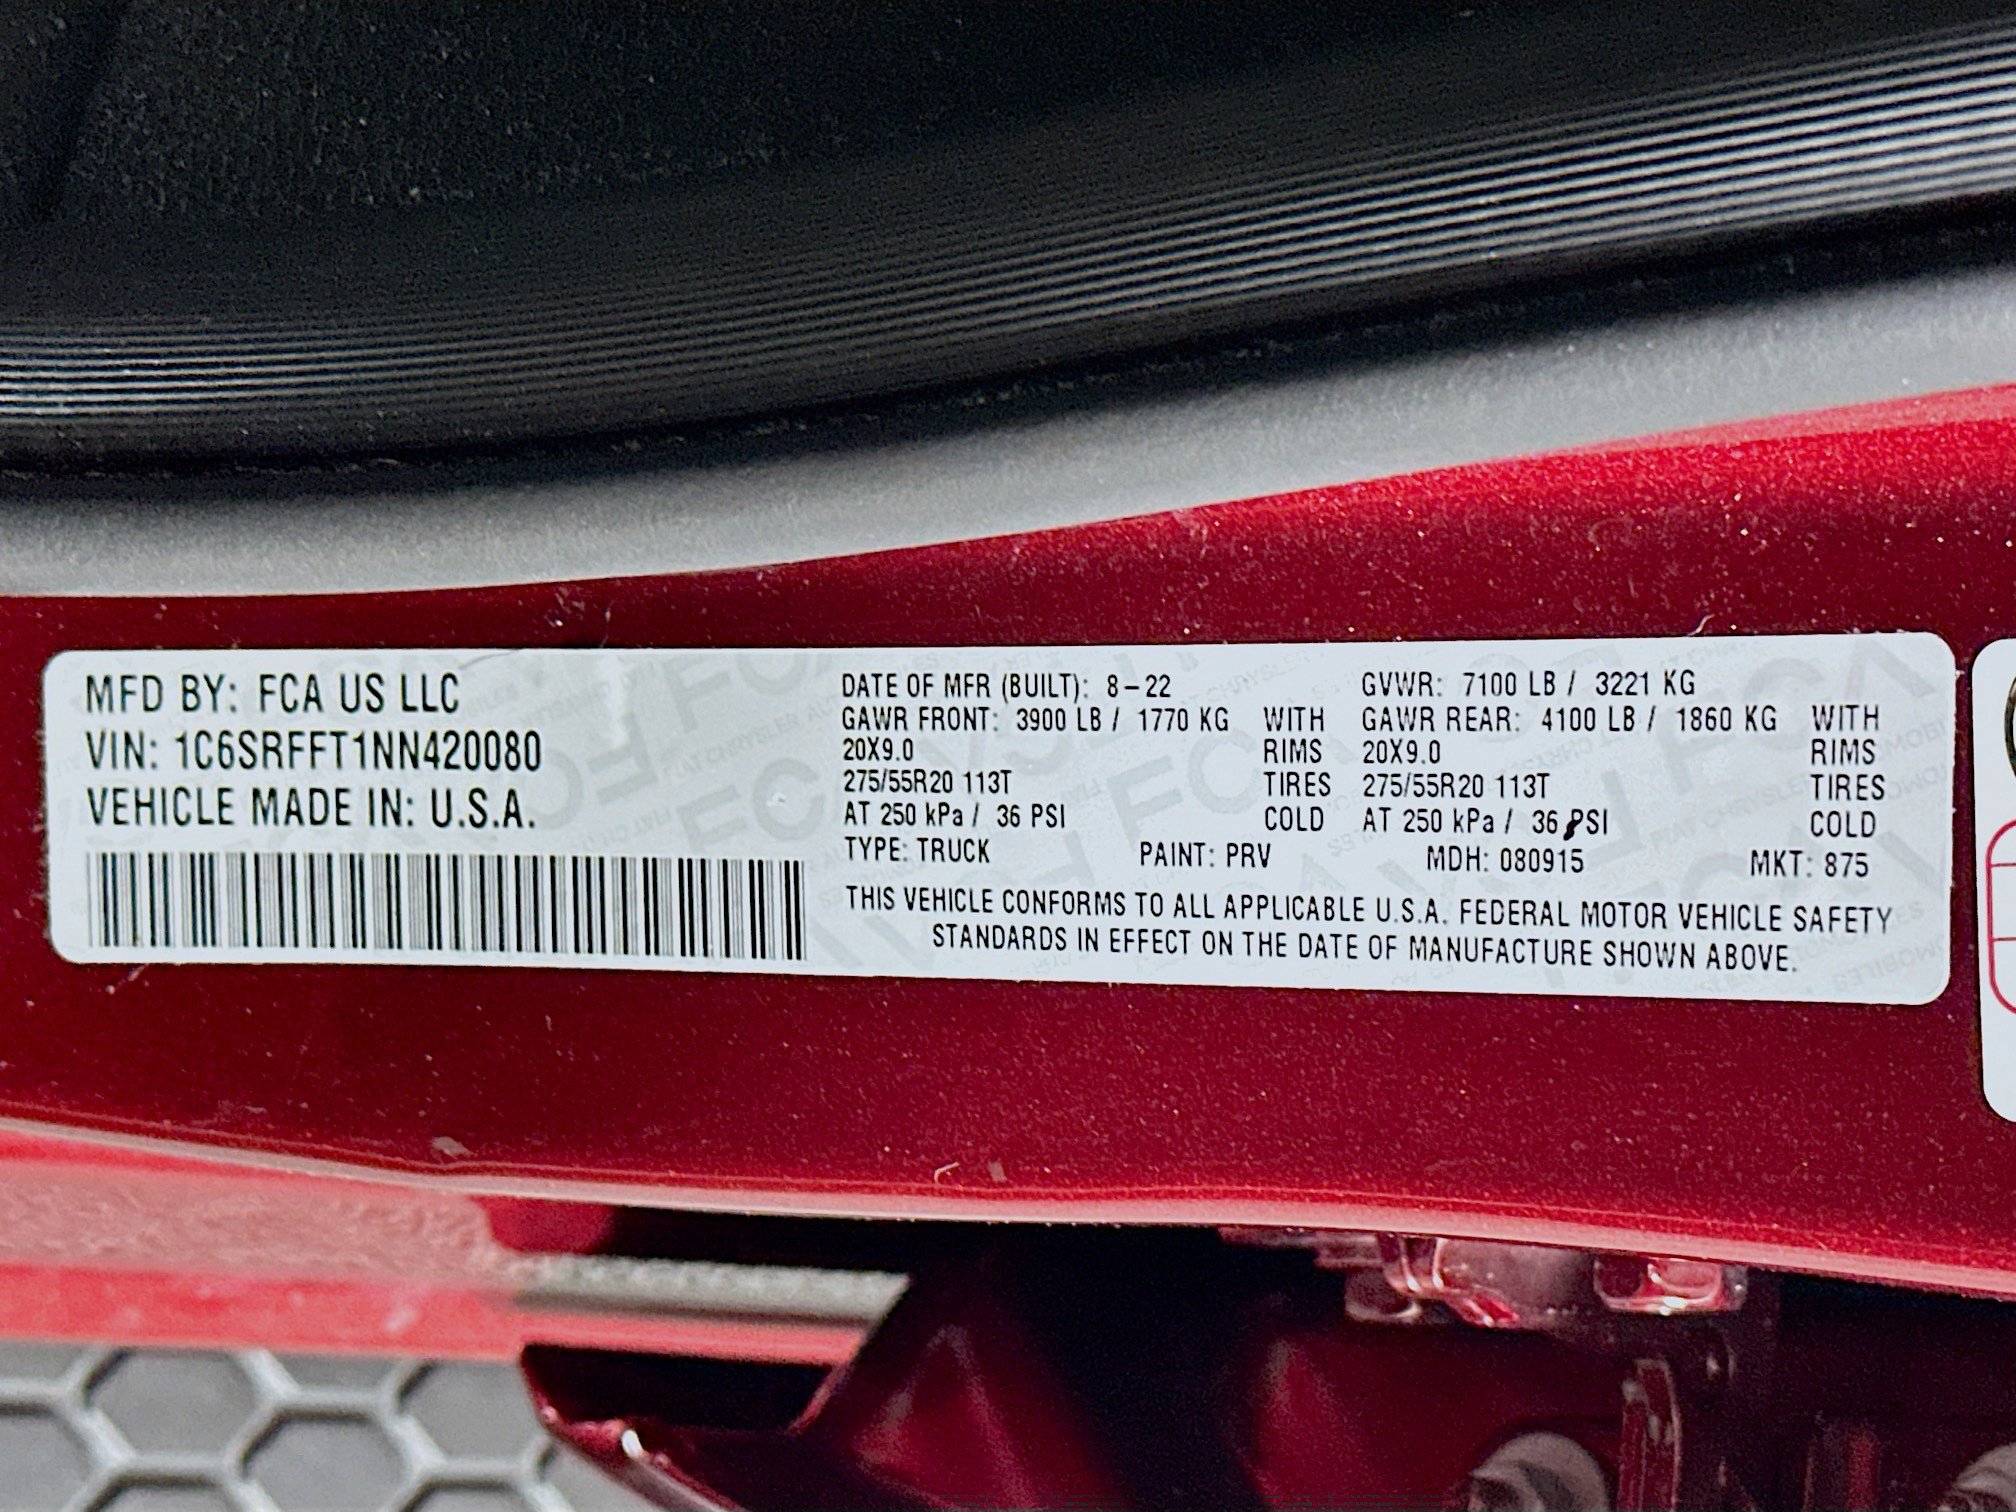 MFD BY: FCA US LLC
VIN: 1C6SRFFT1NN420080
VEHICLE MADE IN: U.S.A.
DATE OF MFR (BUILT): 8-22 GVWR: 7100 LB / 3221 KG
GAWR FRONT: 3900 LB / 1770 KG WITH GAWR REAR: 4100 LB / 1860 KG WITH
20X9.0 RIMS 20X9.0 RIMS
275/55R20 113T TIRES 275/55R20 113T TIRES
AT 250 kPa / 36 PSI COLD AT 250 kPa / 36 PSI COLD
TYPE: TRUCK PAINT: PRV MDH: 080915 MKT: 875
THIS VEHICLE CONFORMS TO ALL APPLICABLE U.S.A. FEDERAL MOTOR VEHICLE SAFETY
STANDARDS IN EFFECT ON THE DATE OF MANUFACTURE SHOWN ABOVE.